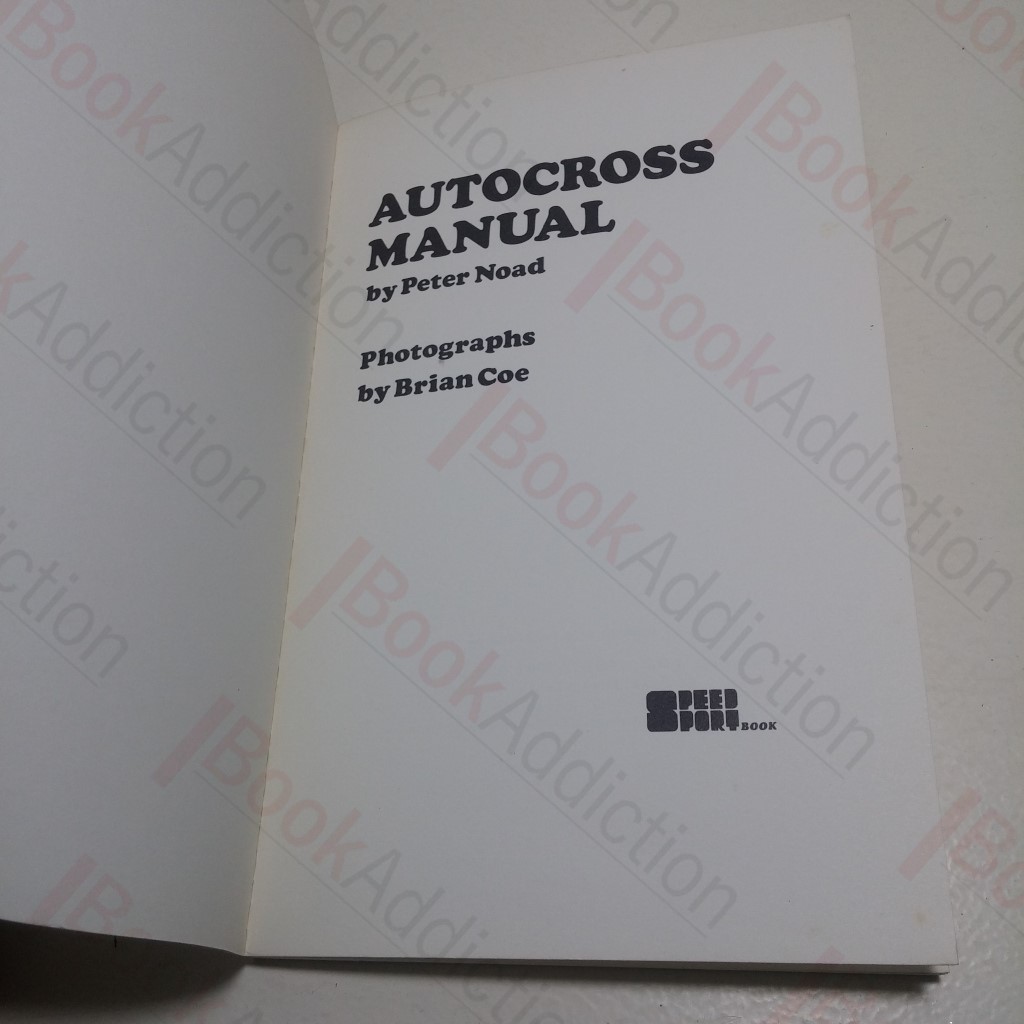 AUTOCROSS
MANUAL
by Peter Noad
Photographs
by Brian Coe
SPEED
SPORT BOOK
BookAddiction